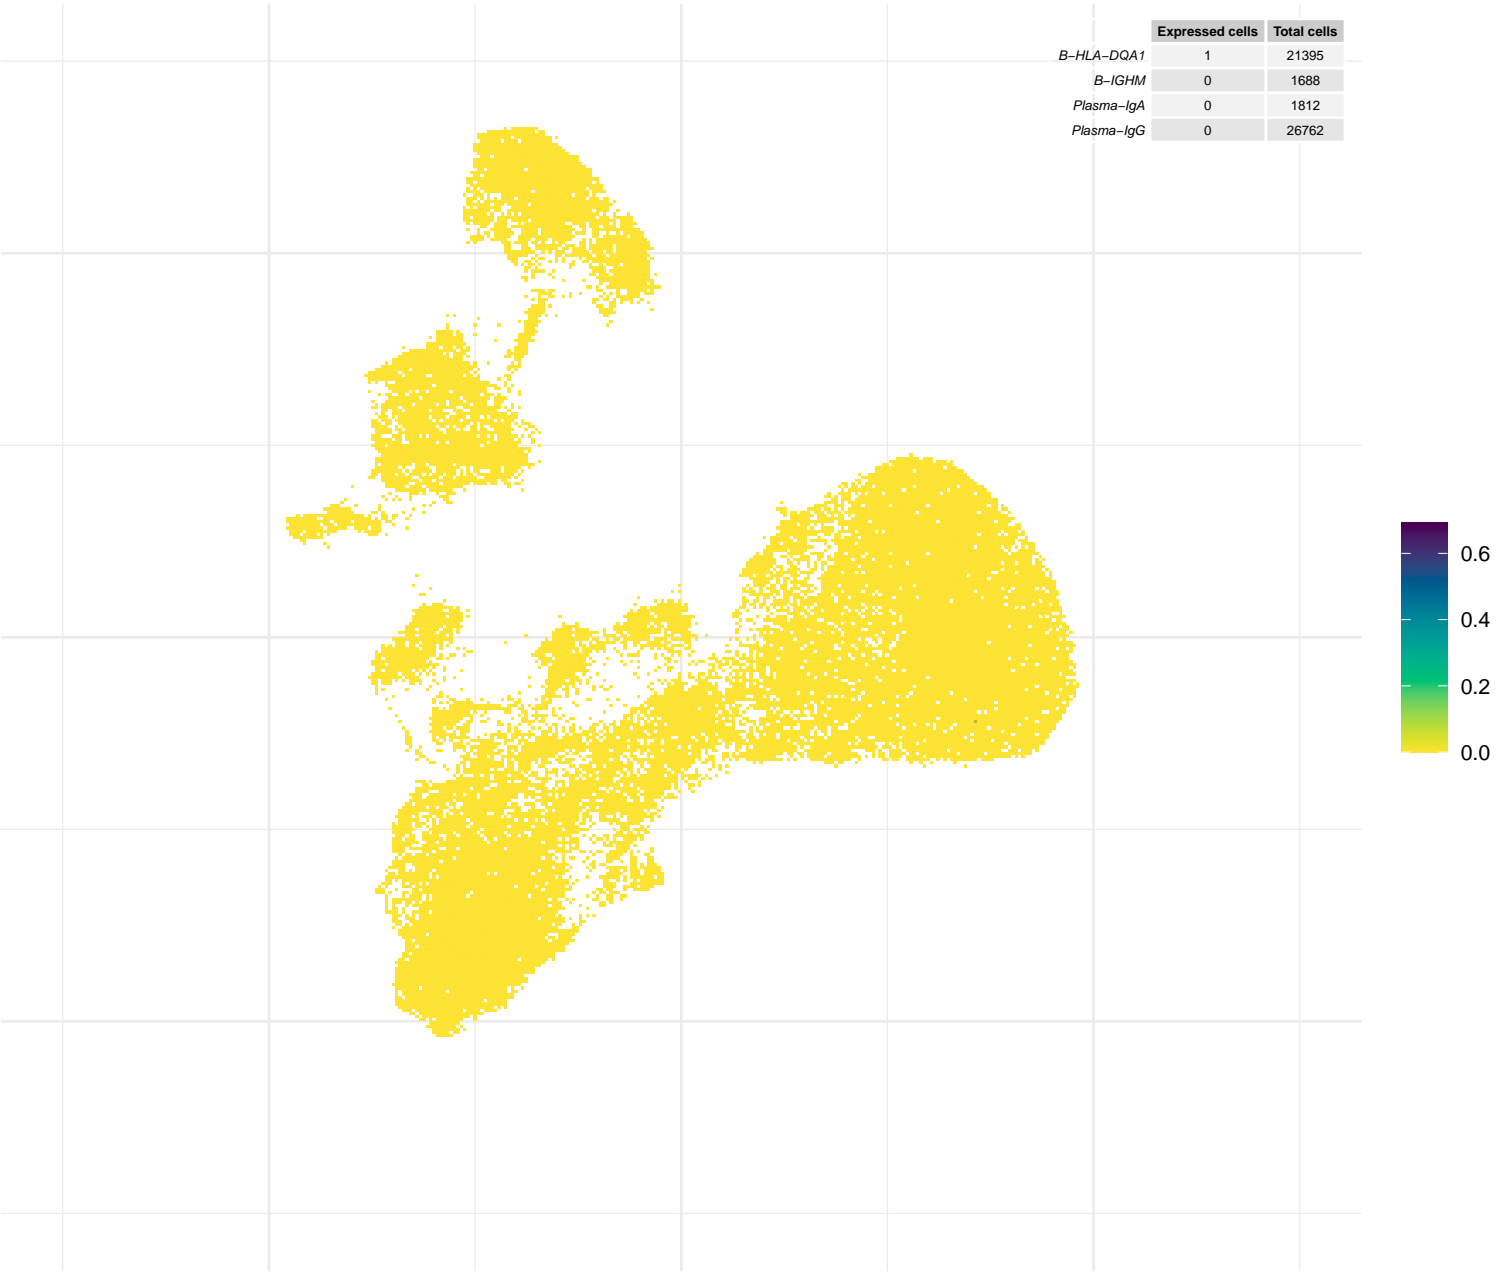 Expressed cells Total cells
B−HLA−DQA1 1 21395
B−IGHM 0 1688
Plasma−IgA 0 1812
Plasma−IgG 0 26762
0.6
0.4
0.2
0.0